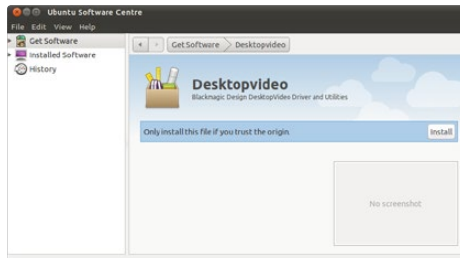 Ubuntu Software Centre
File Edit View Help
Get Software
Installed Software
History
Get Software Desktopvideo
Desktopvideo
Blackmagic Design DesktopVideo Driver and Utilities
Only install this file if you trust the origin.
Install
No screenshot